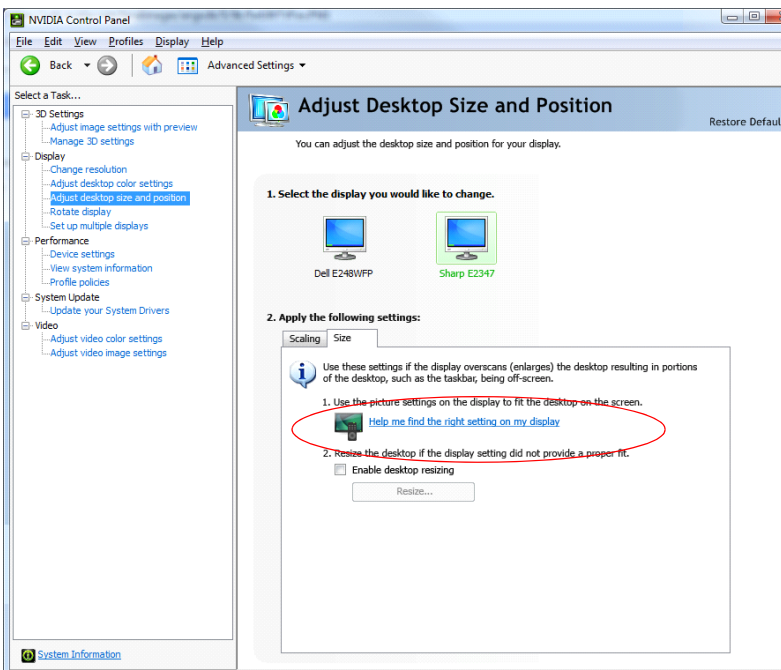 NVIDIA Control Panel
File Edit View Profiles Display Help
Back Advanced Settings
Select a Task...
3D Settings
Adjust image settings with preview
Manage 3D settings
Display
Change resolution
Adjust desktop color settings
Adjust desktop size and position
Rotate display
Set up multiple displays
Performance
Device settings
View system information
Profile policies
System Update
Update your System Drivers
Video
Adjust video color settings
Adjust video image settings
System Information
Adjust Desktop Size and Position
Restore Defaul
You can adjust the desktop size and position for your display.
1. Select the display you would like to change.
Dell E248WFP Sharp E2347
2. Apply the following settings:
Scaling Size
Use these settings if the display overscans (enlarges) the desktop resulting in portions
of the desktop, such as the taskbar, being off-screen.
1. Use the picture settings on the display to fit the desktop on the screen.
Help me find the right setting on my display
2. Resize the desktop if the display setting did not provide a proper fit.
Enable desktop resizing
Resize...